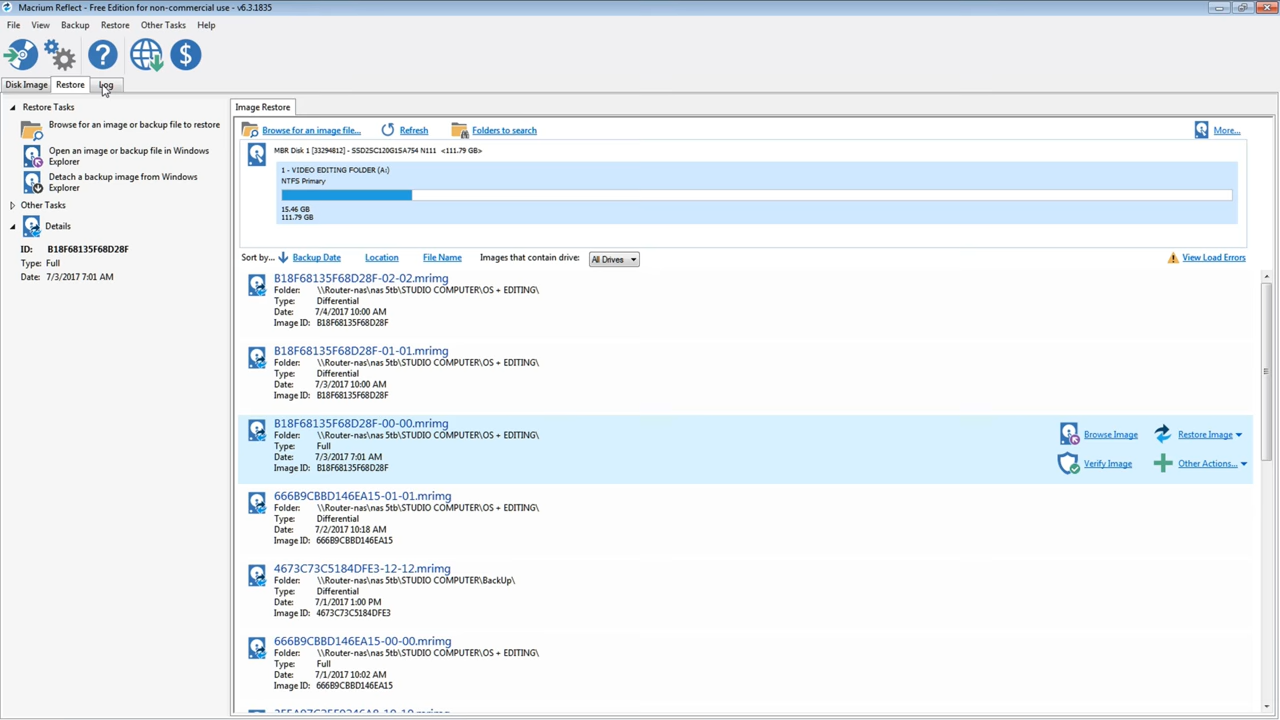 Macrium Reflect - Free Edition for non-commercial use - v6.3.1835
File View Backup Restore Other Tasks Help
Disk Image Restore Log
Restore Tasks
Browse for an image or backup file to restore
Open an image or backup file in Windows
Explorer
Detach a backup image from Windows
Explorer
Other Tasks
Details
ID: B18F68135F68D28F
Type: Full
Date: 7/3/2017 7:01 AM
Image Restore
Browse for an image file... Refresh Folders to search More...
MBR Disk 1 [33294812] - SSD2SC120G1SA754 N111 <111.79 GB>
1 - VIDEO EDITING FOLDER (A:)
NTFS Primary
15.46 GB
111.79 GB
Sort by... Backup Date Location File Name Images that contain drive: All Drives View Load Errors
B18F68135F68D28F-02-02.mrimg
Folder: \\Router-nas\nas 5tb\STUDIO COMPUTER\OS + EDITING\
Type: Differential
Date: 7/4/2017 10:00 AM
Image ID: B18F68135F68D28F
B18F68135F68D28F-01-01.mrimg
Folder: \\Router-nas\nas 5tb\STUDIO COMPUTER\OS + EDITING\
Type: Differential
Date: 7/3/2017 10:00 AM
Image ID: B18F68135F68D28F
B18F68135F68D28F-00-00.mrimg
Folder: \\Router-nas\nas 5tb\STUDIO COMPUTER\OS + EDITING\
Type: Full
Date: 7/3/2017 7:01 AM
Image ID: B18F68135F68D28F
Browse Image Restore Image
Verify Image Other Actions...
666B9CBBD146EA15-01-01.mrimg
Folder: \\Router-nas\nas 5tb\STUDIO COMPUTER\OS + EDITING\
Type: Differential
Date: 7/2/2017 10:18 AM
Image ID: 666B9CBBD146EA15
4673C73C5184DFE3-12-12.mrimg
Folder: \\Router-nas\nas 5tb\STUDIO COMPUTER\BackUp\
Type: Differential
Date: 7/1/2017 1:00 PM
Image ID: 4673C73C5184DFE3
666B9CBBD146EA15-00-00.mrimg
Folder: \\Router-nas\nas 5tb\STUDIO COMPUTER\OS + EDITING\
Type: Full
Date: 7/1/2017 10:02 AM
Image ID: 666B9CBBD146EA15